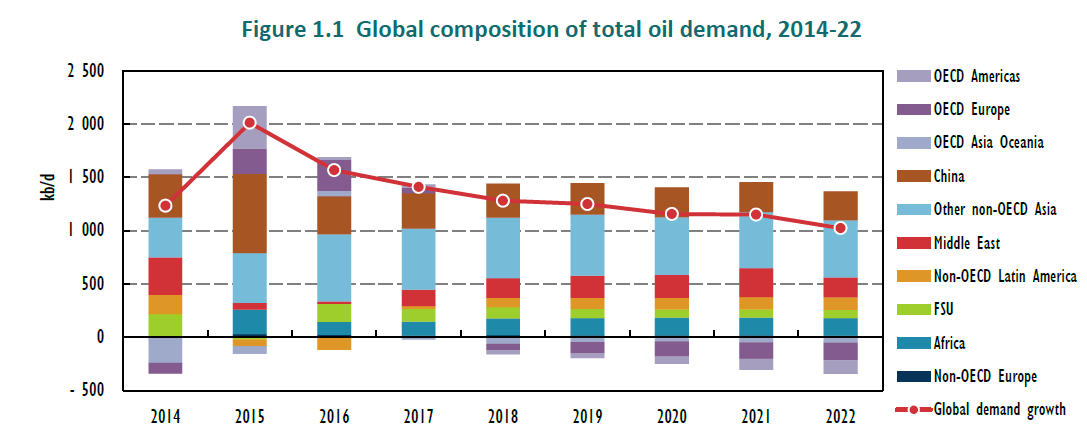 Figure 1.1 Global composition of total oil demand, 2014-22
2 500
2 000
1 500
1 000
500
0
- 500
kb/d
2014 2015 2016 2017 2018 2019 2020 2021 2022
OECD Americas
OECD Europe
OECD Asia Oceania
China
Other non-OECD Asia
Middle East
Non-OECD Latin America
FSU
Africa
Non-OECD Europe
Global demand growth